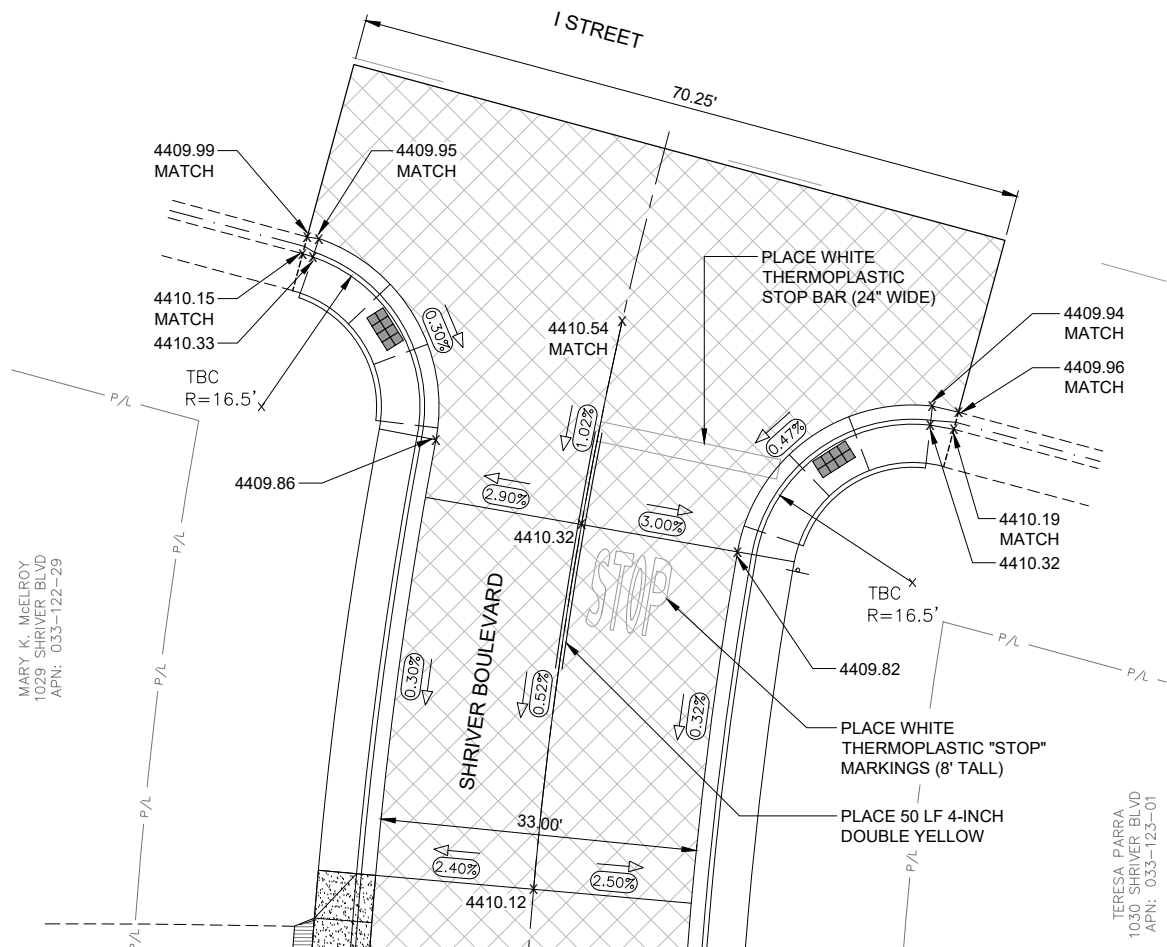 I STREET
70.25'
4409.99
MATCH
4409.95
MATCH
PLACE WHITE
THERMOPLASTIC
STOP BAR (24" WIDE)
4410.15
MATCH
4410.33
0.30%
4410.54
MATCH
4409.94
MATCH
4409.96
MATCH
TBC
R=16.5'
P/L
1.02%
0.47%
4409.86
2.90%
3.00%
4410.32
4410.19
MATCH
4410.32
STOP
TBC
R=16.5'
P/L
P/L
P/L
MARY K. McELROY
1029 SHRIVER BLVD
APN: 033-122-29
SHRIVER BOULEVARD
4409.82
P/L
0.30%
0.52%
0.32%
PLACE WHITE
THERMOPLASTIC "STOP"
MARKINGS (8' TALL)
P/L
33.00'
PLACE 50 LF 4-INCH
DOUBLE YELLOW
2.40%
2.50%
4410.12
P/L
P/L
TERESA PARRA
1030 SHRIVER BLVD
APN: 033-123-01